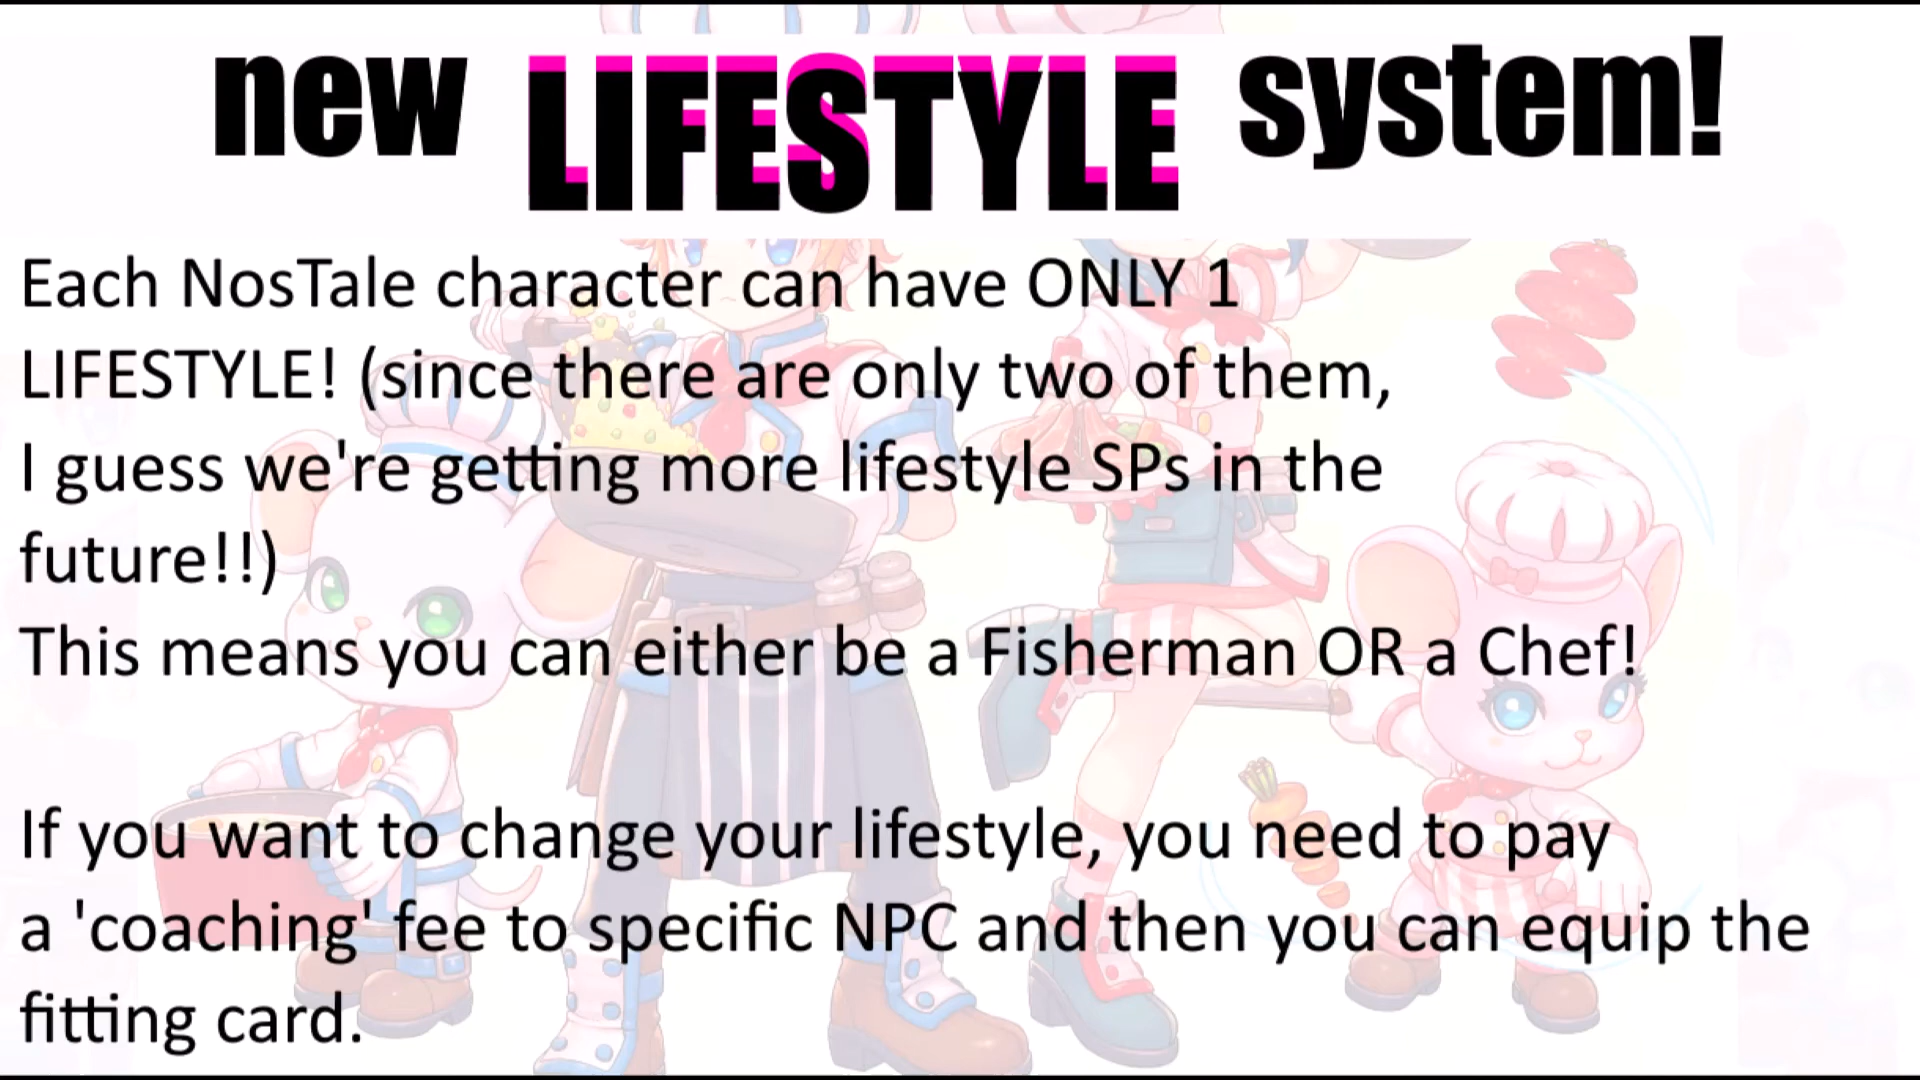 new LIFESTYLE system!
Each NosTale character can have ONLY 1
LIFESTYLE! (since there are only two of them,
I guess we're getting more lifestyle SPs in the
future!!)
This means you can either be a Fisherman OR a Chef!
If you want to change your lifestyle, you need to pay
a 'coaching' fee to specific NPC and then you can equip the
fitting card.